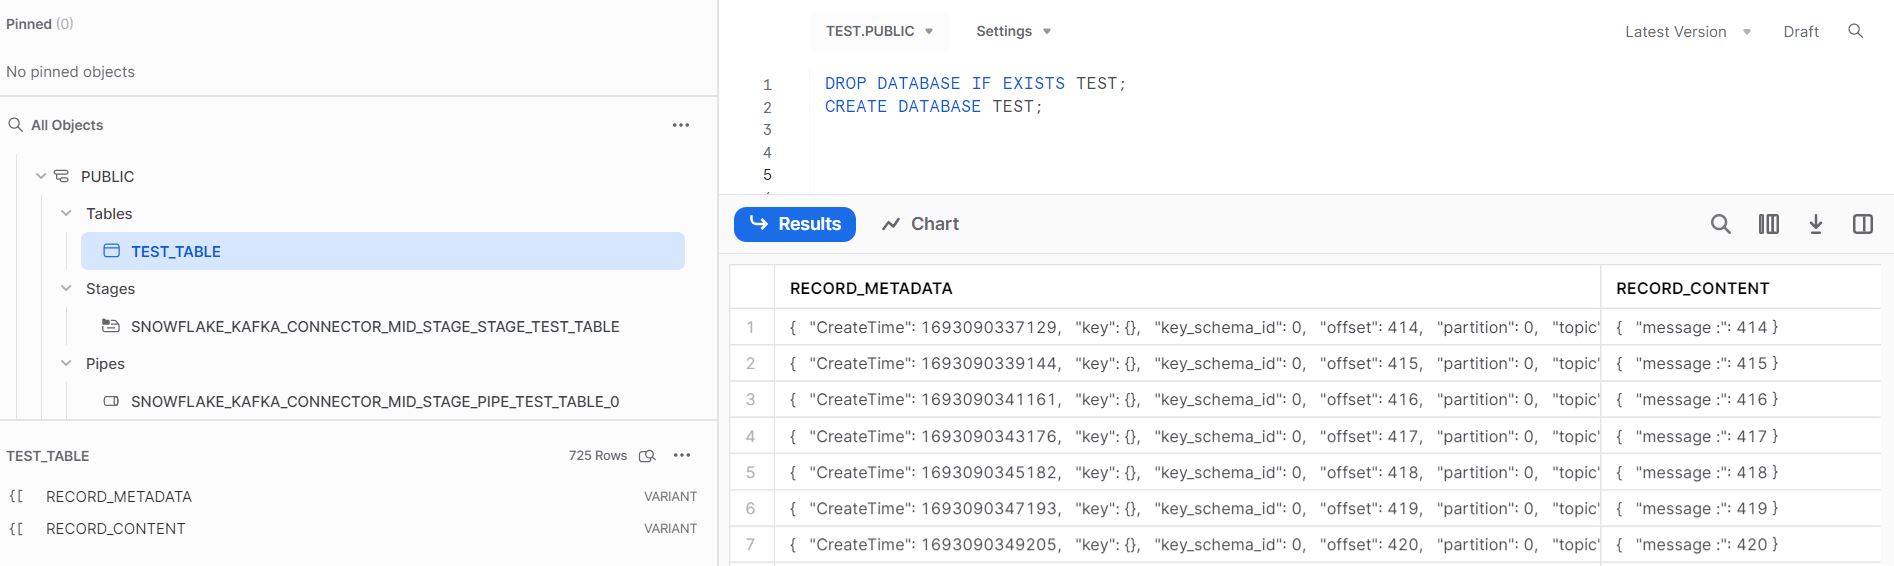 Pinned (0)
No pinned objects
All Objects
PUBLIC
Tables
TEST_TABLE
Stages
SNOWFLAKE_KAFKA_CONNECTOR_MID_STAGE_STAGE_TEST_TABLE
Pipes
SNOWFLAKE_KAFKA_CONNECTOR_MID_STAGE_PIPE_TEST_TABLE_0
TEST_TABLE 725 Rows
RECORD_METADATA VARIANT
RECORD_CONTENT VARIANT
TEST.PUBLIC Settings Latest Version Draft
1 DROP DATABASE IF EXISTS TEST;
2 CREATE DATABASE TEST;
3
4
5
Results Chart
RECORD_METADATA RECORD_CONTENT
1 { "CreateTime": 1693090337129, "key": {}, "key_schema_id": 0, "offset": 414, "partition": 0, "topic" { "message :": 414 }
2 { "CreateTime": 1693090339144, "key": {}, "key_schema_id": 0, "offset": 415, "partition": 0, "topic" { "message :": 415 }
3 { "CreateTime": 1693090341161, "key": {}, "key_schema_id": 0, "offset": 416, "partition": 0, "topic" { "message :": 416 }
4 { "CreateTime": 1693090343176, "key": {}, "key_schema_id": 0, "offset": 417, "partition": 0, "topic" { "message :": 417 }
5 { "CreateTime": 1693090345182, "key": {}, "key_schema_id": 0, "offset": 418, "partition": 0, "topic" { "message :": 418 }
6 { "CreateTime": 1693090347193, "key": {}, "key_schema_id": 0, "offset": 419, "partition": 0, "topic" { "message :": 419 }
7 { "CreateTime": 1693090349205, "key": {}, "key_schema_id": 0, "offset": 420, "partition": 0, "topic" { "message :": 420 }